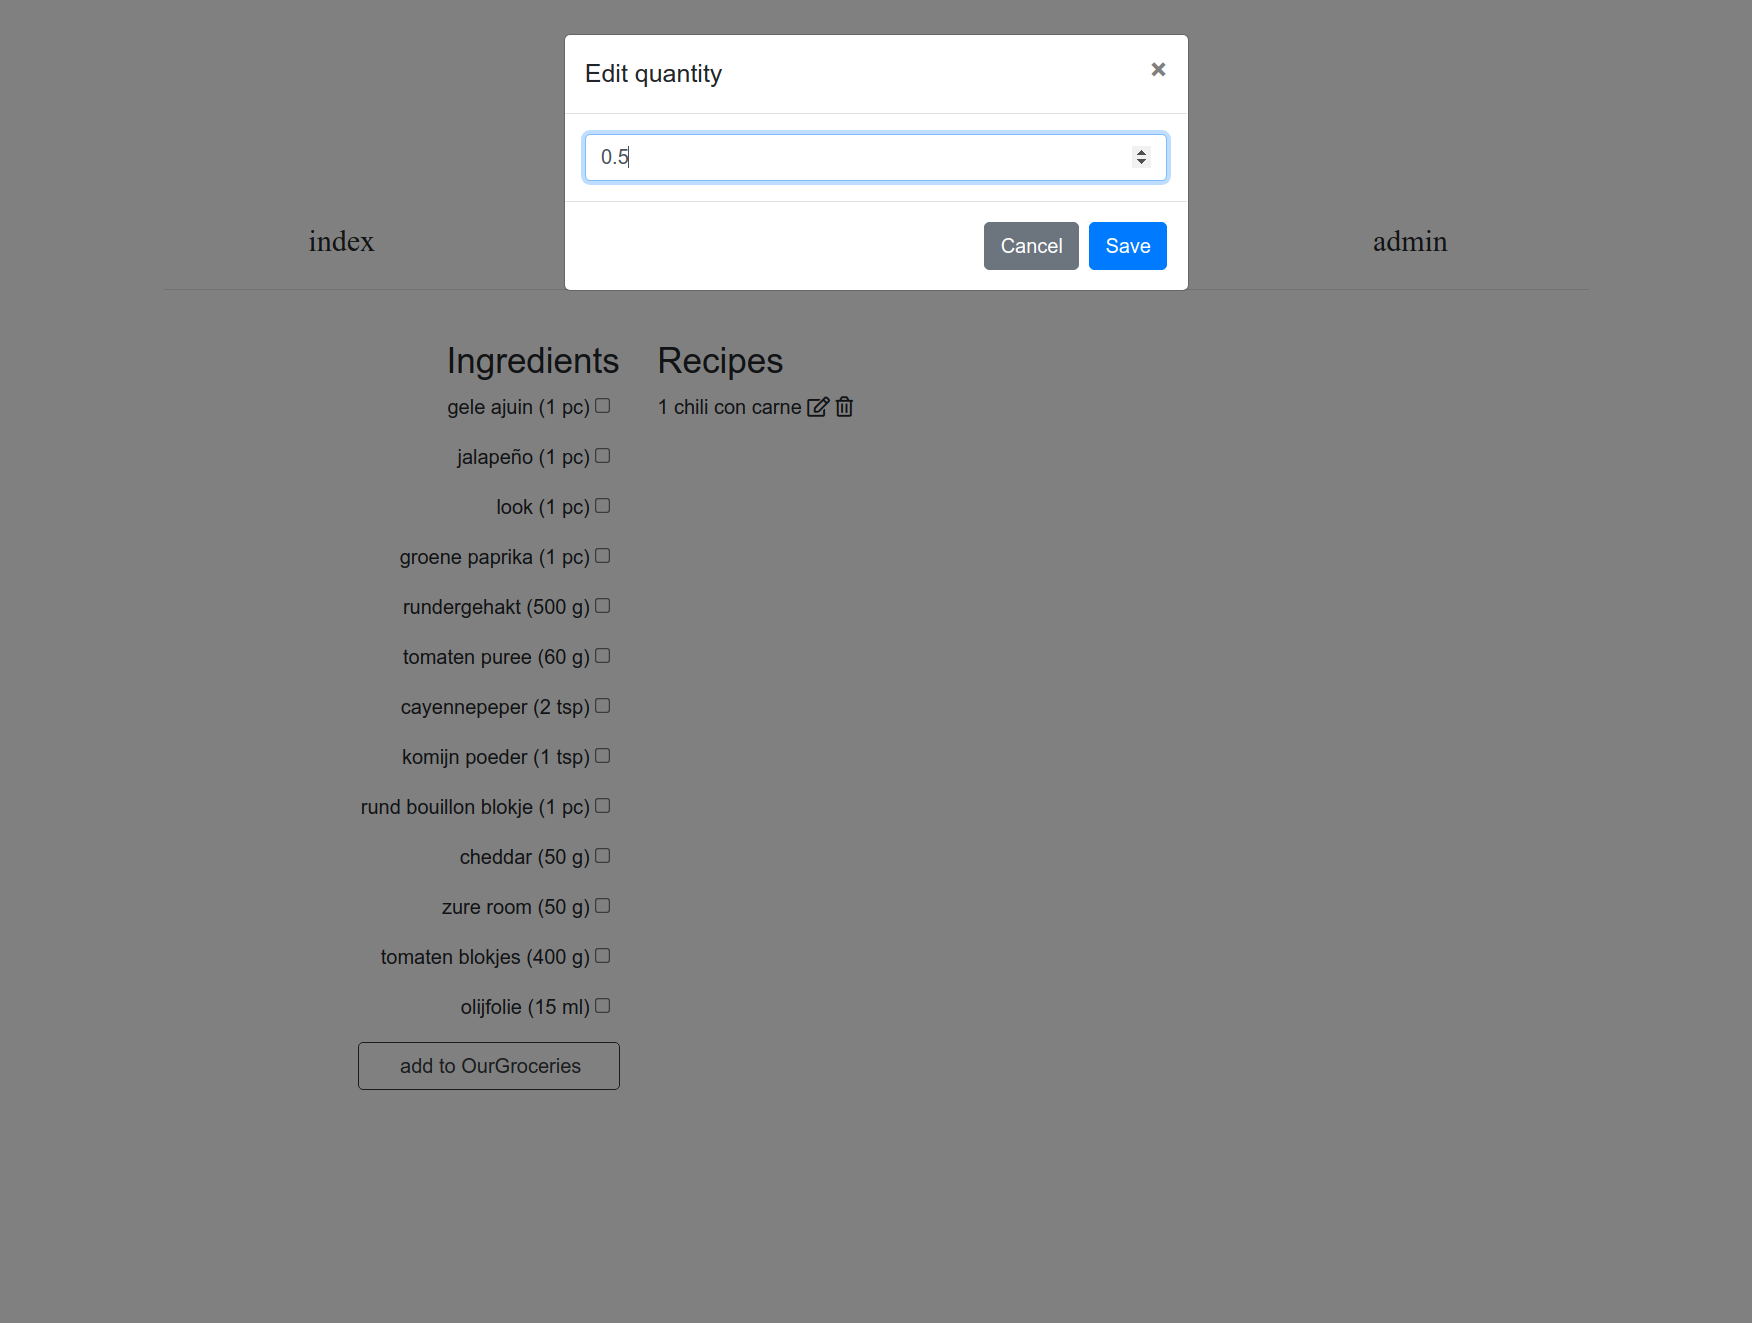 Edit quantity
×
0.5
Cancel
Save
index
admin
Ingredients
gele ajuin (1 pc)
jalapeño (1 pc)
look (1 pc)
groene paprika (1 pc)
rundergehakt (500 g)
tomaten puree (60 g)
cayennepeper (2 tsp)
komijn poeder (1 tsp)
rund bouillon blokje (1 pc)
cheddar (50 g)
zure room (50 g)
tomaten blokjes (400 g)
olijfolie (15 ml)
add to OurGroceries
Recipes
1 chili con carne